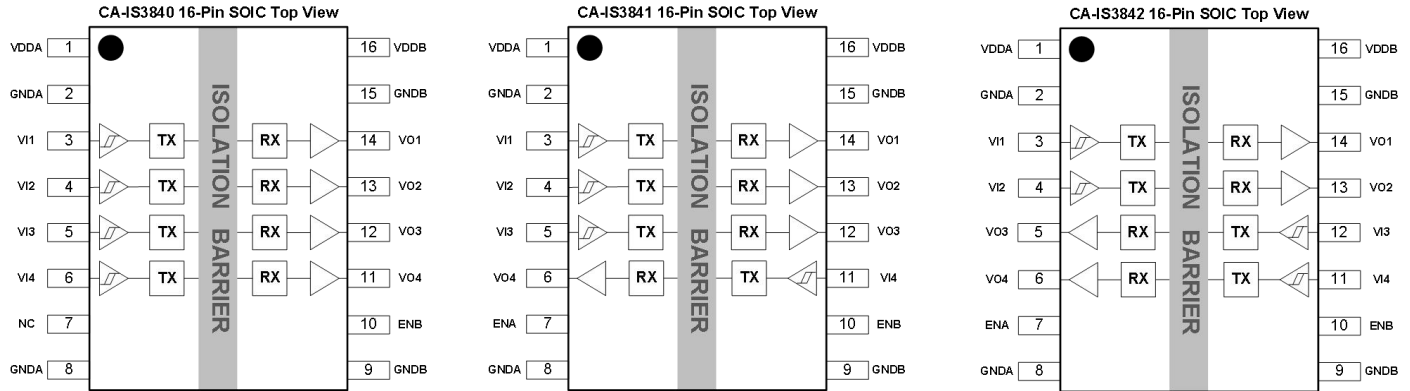 CA-IS3840 16-Pin SOIC Top View
VDDA 1 16 VDDB
GNDA 2 15 GNDB
VI1 3 TX RX 14 VO1
VI2 4 TX RX 13 VO2
VI3 5 TX RX 12 VO3
VI4 6 TX RX 11 VO4
NC 7 10 ENB
GNDA 8 9 GNDB
ISOLATION BARRIER
CA-IS3841 16-Pin SOIC Top View
VDDA 1 16 VDDB
GNDA 2 15 GNDB
VI1 3 TX RX 14 VO1
VI2 4 TX RX 13 VO2
VI3 5 TX RX 12 VO3
VO4 6 RX TX 11 VI4
ENA 7 10 ENB
GNDA 8 9 GNDB
ISOLATION BARRIER
CA-IS3842 16-Pin SOIC Top View
VDDA 1 16 VDDB
GNDA 2 15 GNDB
VI1 3 TX RX 14 VO1
VI2 4 TX RX 13 VO2
VO3 5 RX TX 12 VI3
VO4 6 RX TX 11 VI4
ENA 7 10 ENB
GNDA 8 9 GNDB
ISOLATION BARRIER